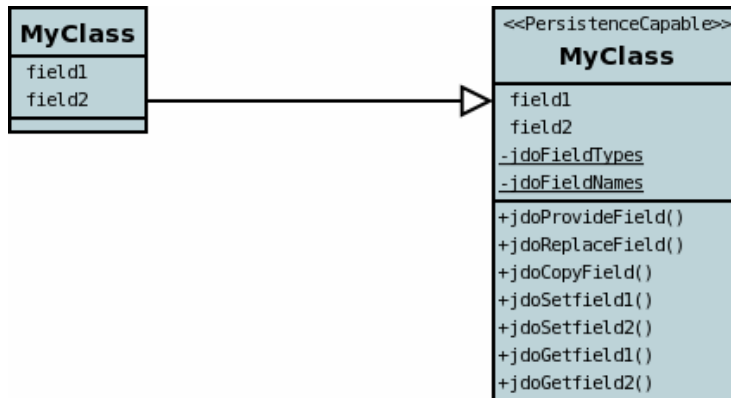 MyClass
field1
field2
<<PersistenceCapable>>
MyClass
field1
field2
-jdoFieldTypes
-jdoFieldNames
+jdoProvideField()
+jdoReplaceField()
+jdoCopyField()
+jdoSetfield1()
+jdoSetfield2()
+jdoGetfield1()
+jdoGetfield2()